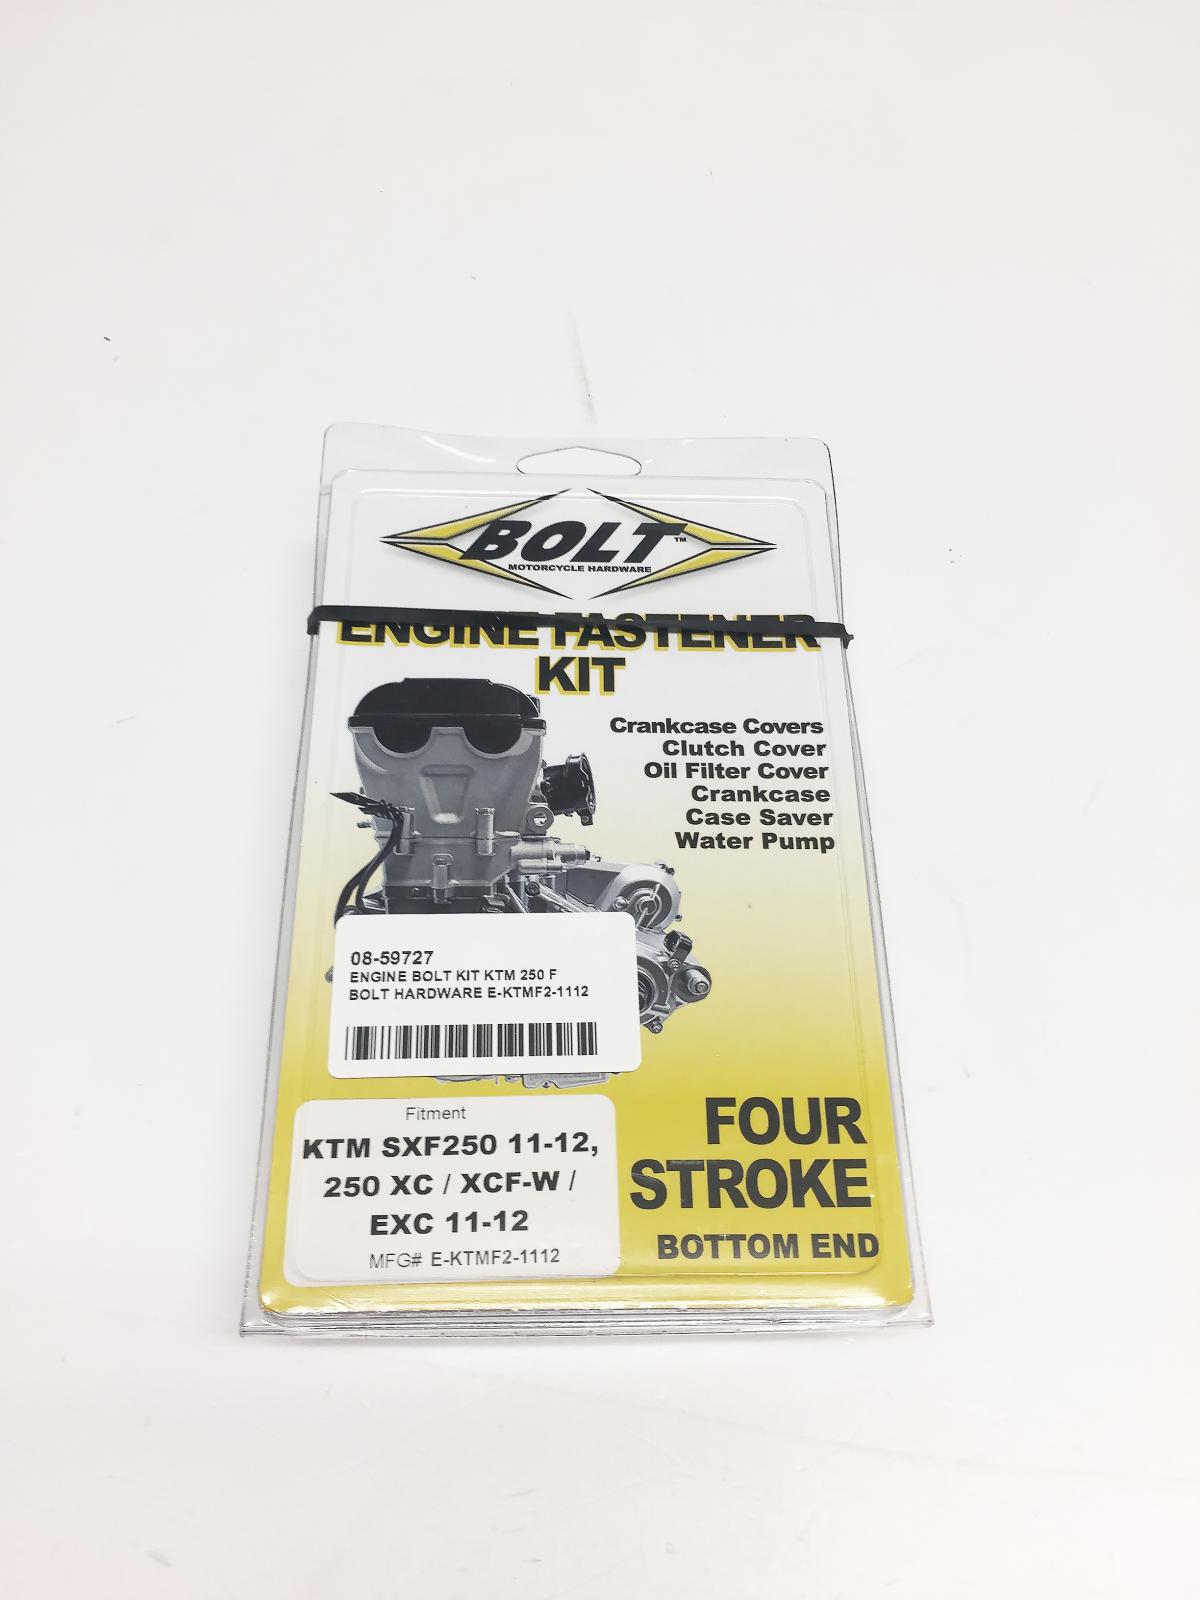 BOLT™
MOTORCYCLE HARDWARE
ENGINE FASTENER
KIT
Crankcase Covers
Clutch Cover
Oil Filter Cover
Crankcase
Case Saver
Water Pump
08-59727
ENGINE BOLT KIT KTM 250 F
BOLT HARDWARE E-KTMF2-1112
Fitment
KTM SXF250 11-12,
250 XC / XCF-W /
EXC 11-12
MFG# E-KTMF2-1112
FOUR
STROKE
BOTTOM END